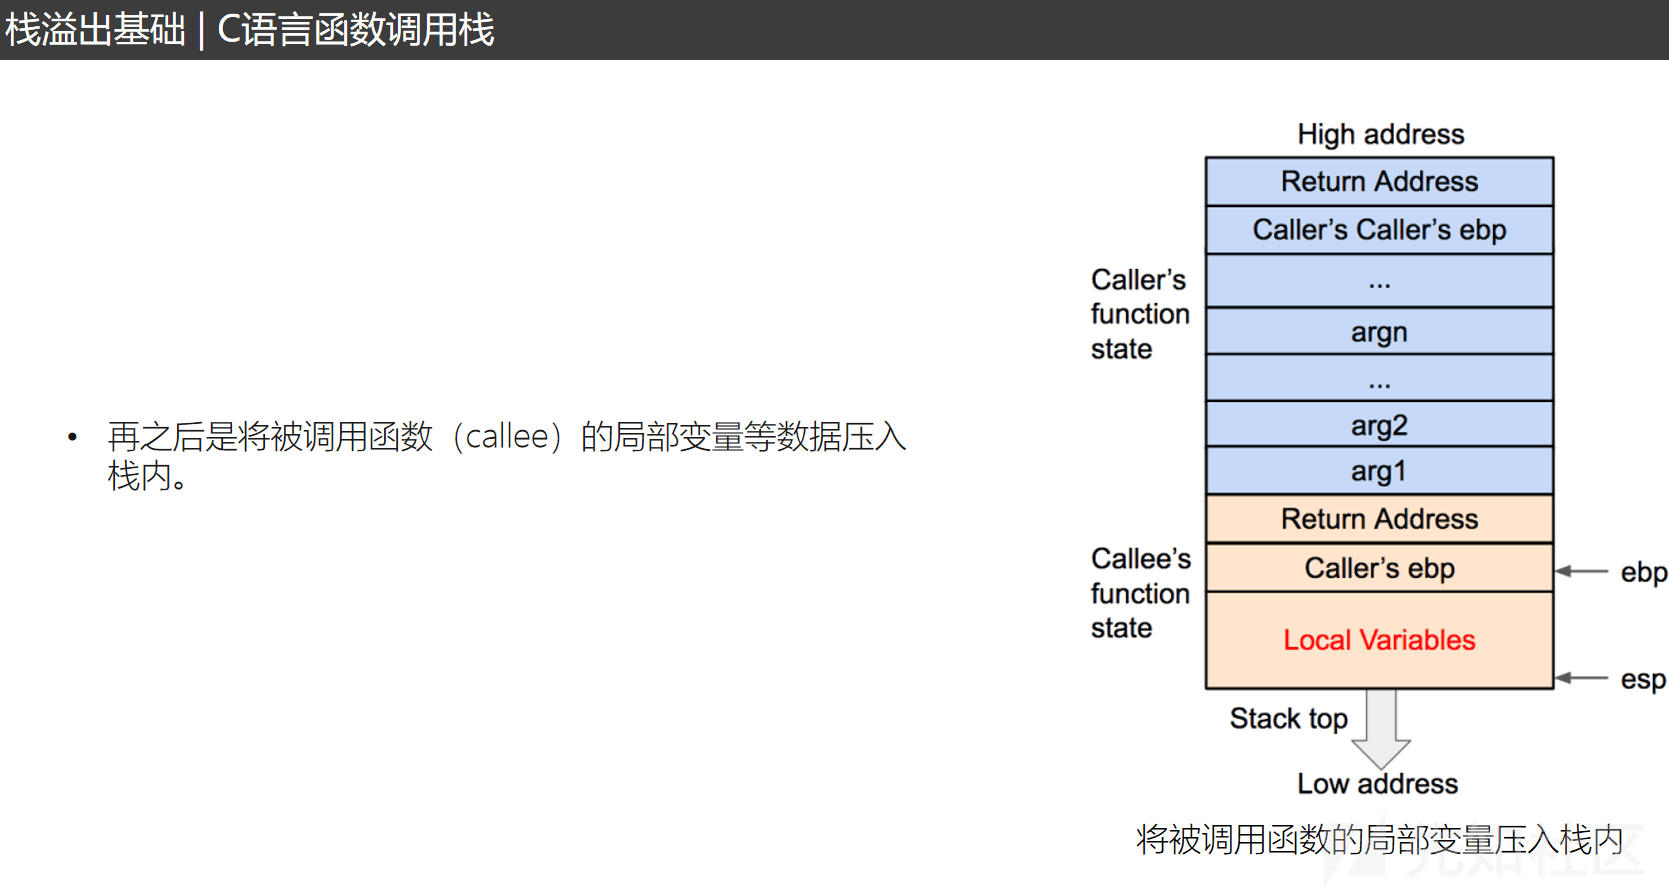 栈溢出基础 | C语言函数调用栈
• 再之后是将被调用函数（callee）的局部变量等数据压入
栈内。
High address
Return Address
Caller’s Caller’s ebp
Caller’s
function
state
...
argn
...
arg2
arg1
Return Address
Callee’s
function
state
Caller’s ebp
ebp
Local Variables
esp
Stack top
Low address
将被调用函数的局部变量压入栈内
先知社区